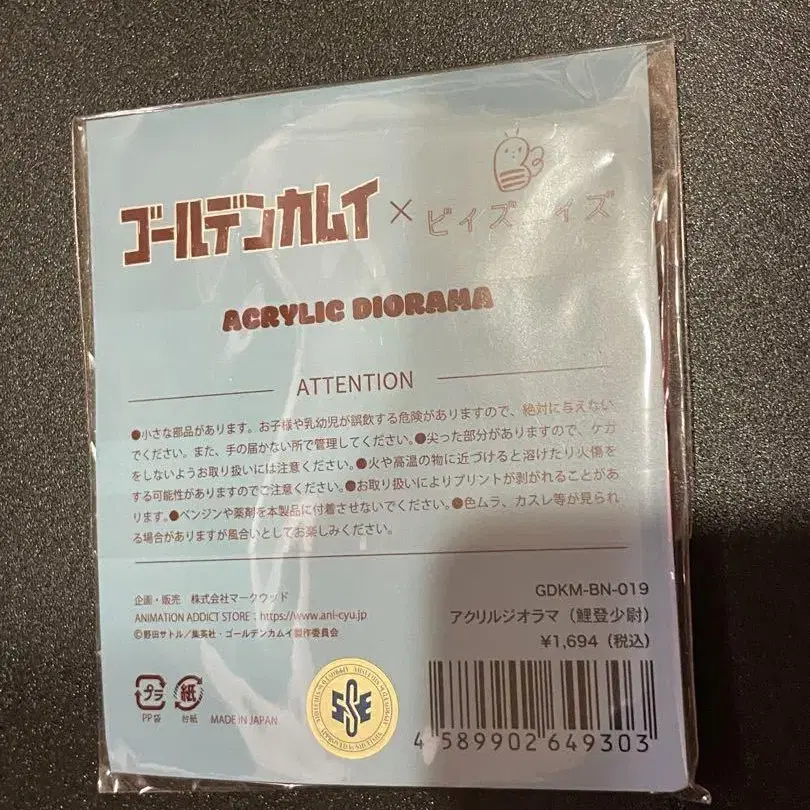 ゴールデンカムイ × ビィズニィズ
ACRYLIC DIORAMA
ATTENTION
●小さな部品があります。お子様や乳幼児が誤飲する危険がありますので、絶対に与えない
でください。また、手の届かない所で管理してください。●尖った部分がありますので、ケガ
をしないようお取り扱いには注意ください。●火や高温の物に近づけると溶けたり火傷
する可能性がありますのでご注意ください。●お取り扱いによりプリントが剥がれることがあ
ります。●ベンジンや薬剤を本製品に付着させないでください。●色ムラ、カスレ等が見られ
る場合がありますが風合いとしてお楽しみください。
企画・販売 株式会社マークウッド
ANIMATION ADDICT STORE：https://www.ani-cyu.jp
©野田サトル／集英社・ゴールデンカムイ製作委員会
GDKM-BN-019
アクリルジオラマ（鯉登少尉）
¥1,694（税込）
プラ
PP袋
紙
台紙
MADE IN JAPAN
SSE
4 589902 649303